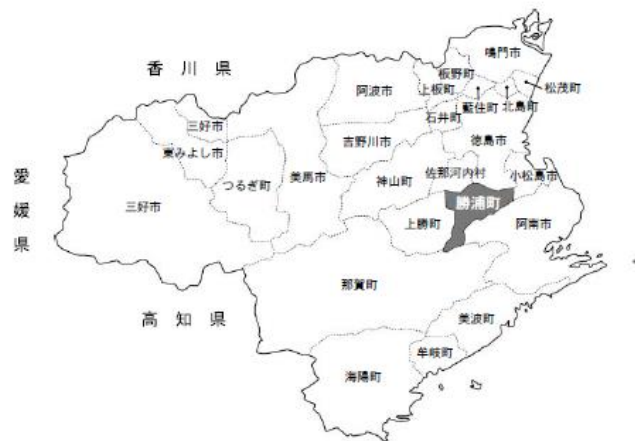 香川県
鳴門市
板野町
松茂町
阿波市
上板町
藍住町
北島町
石井町
三好市
吉野川市
徳島市
東みよし市
美馬市
佐那河内村
小松島市
つるぎ町
神山町
愛媛県
三好市
勝浦町
上勝町
阿南市
那賀町
高知県
美波町
牟岐町
海陽町